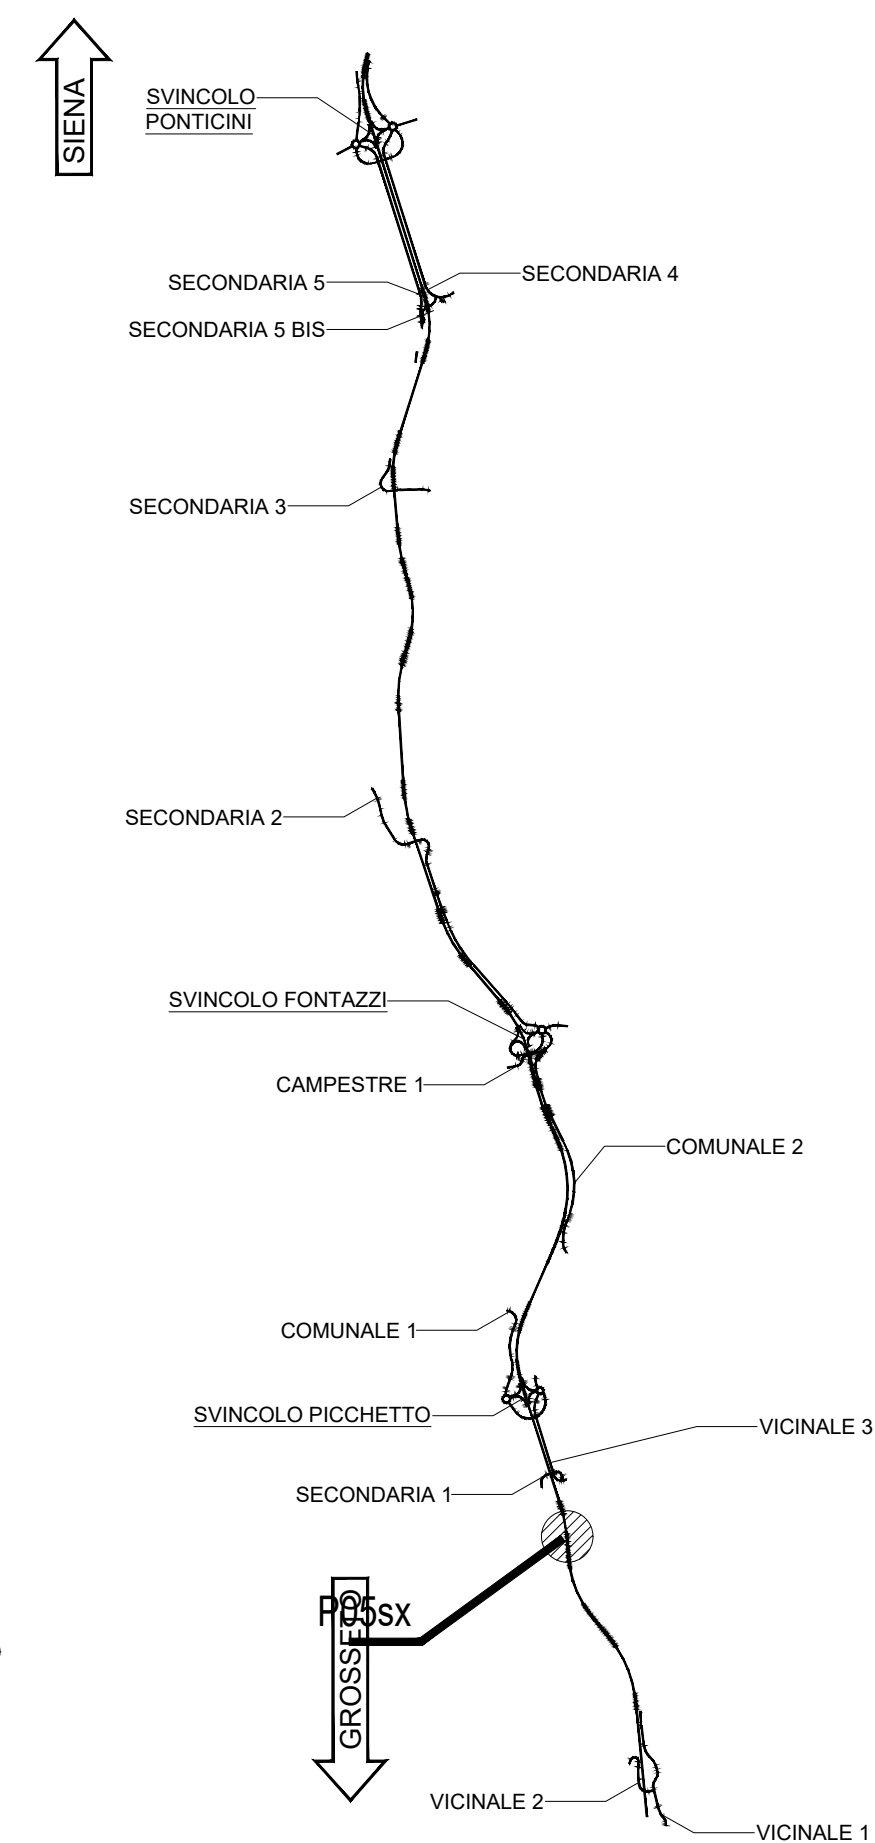 SIENA
SVINCOLO
PONTICINI
SECONDARIA 4
SECONDARIA 5
SECONDARIA 5 BIS
SECONDARIA 3
SECONDARIA 2
SVINCOLO FONTAZZI
CAMPESTRE 1
COMUNALE 2
COMUNALE 1
SVINCOLO PICCHETTO
VICINALE 3
SECONDARIA 1
P05sx
GROSSETO
VICINALE 2
VICINALE 1